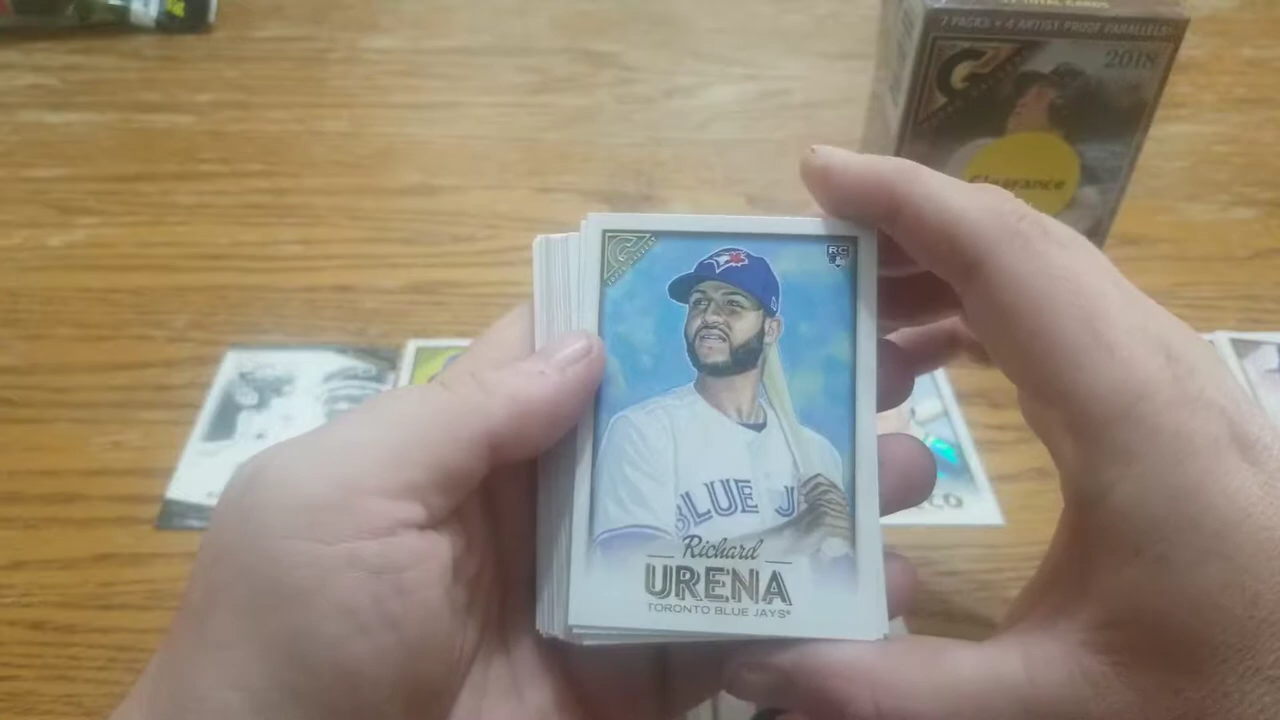 7 PACKS + 4 ARTIST PROOF PARALLELS!
2018
G
Clearance
G
RC
BLUE J
Richard
URENA
TORONTO BLUE JAYS